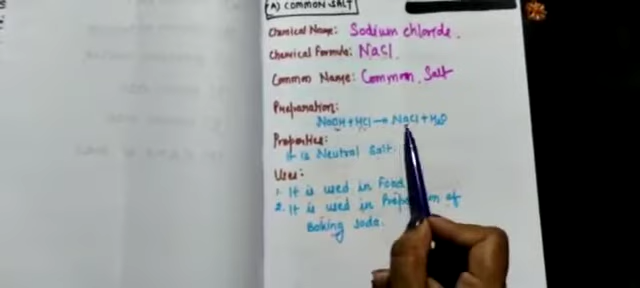 (A) COMMON SALT
Chemical Name: Sodium chloride.
Chemical Formula: NaCl.
Common Name: Common Salt
Preparation:
NaOH + HCl → NaCl + H₂O
Properties:
It is Neutral Salt.
Uses:
1. It is used in Food
2. It is used in of
Baking soda.